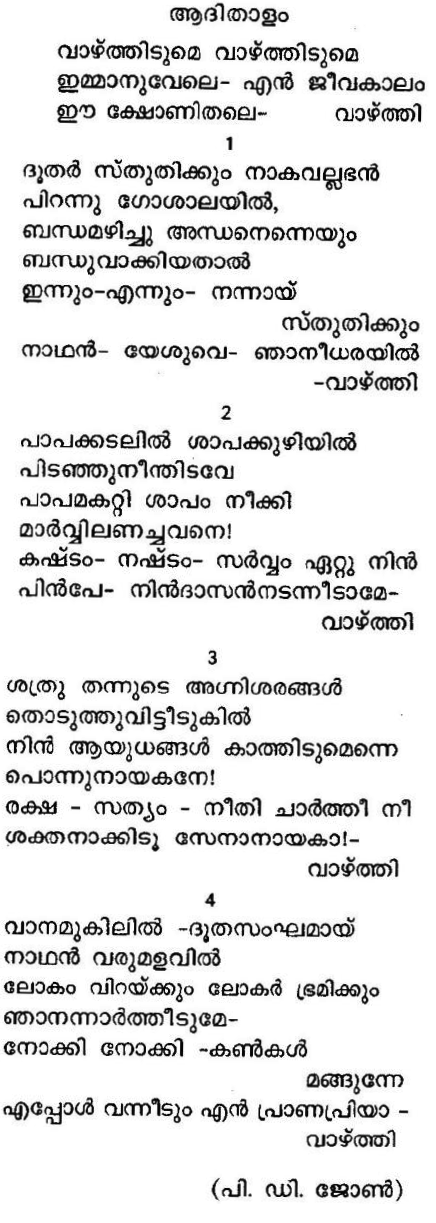 ആദിതാളം
വാഴ്ത്തിടുമെ വാഴ്ത്തിടുമെ
ഇമ്മാനുവേലെ- എൻ ജീവകാലം
ഈ ക്ഷോണിതലെ- വാഴ്ത്തി
1
ദൂതർ സ്തുതിക്കും നാകവല്ലഭൻ
പിറന്നു ഗോശാലയിൽ,
ബന്ധമഴിച്ചു അന്ധനെന്നെയും
ബന്ധുവാക്കിയതാൽ
ഇന്നും-എന്നും- നന്നായ്
സ്തുതിക്കും
നാഥൻ- യേശുവെ- ഞാനീധരയിൽ
-വാഴ്ത്തി
2
പാപക്കടലിൽ ശാപക്കുഴിയിൽ
പിടഞ്ഞുനീന്തിടവേ
പാപമകറ്റി ശാപം നീക്കി
മാർവ്വിലണച്ചവനെ!
കഷ്ടം- നഷ്ടം- സർവ്വം ഏറ്റു നിൻ
പിൻപേ- നിൻദാസൻനടന്നീടാമേ-
വാഴ്ത്തി
3
ശത്രു തന്നുടെ അഗ്നിശരങ്ങൾ
തൊടുത്തുവിട്ടീടുകിൽ
നിൻ ആയുധങ്ങൾ കാത്തിടുമെന്നെ
പൊന്നുനായകനേ!
രക്ഷ - സത്യം - നീതി ചാർത്തീ നീ
ശക്തനാക്കിടൂ സേനാനായകാ!-
വാഴ്ത്തി
4
വാനമുകിലിൽ -ദൂതസംഘമായ്
നാഥൻ വരുമളവിൽ
ലോകം വിറയ്ക്കും ലോകർ ഭ്രമിക്കും
ഞാനന്നാർത്തീടുമേ-
നോക്കി നോക്കി -കൺകൾ
മങ്ങുന്നേ
എപ്പോൾ വന്നീടും എൻ പ്രാണപ്രിയാ -
വാഴ്ത്തി
(പി. ഡി. ജോൺ)